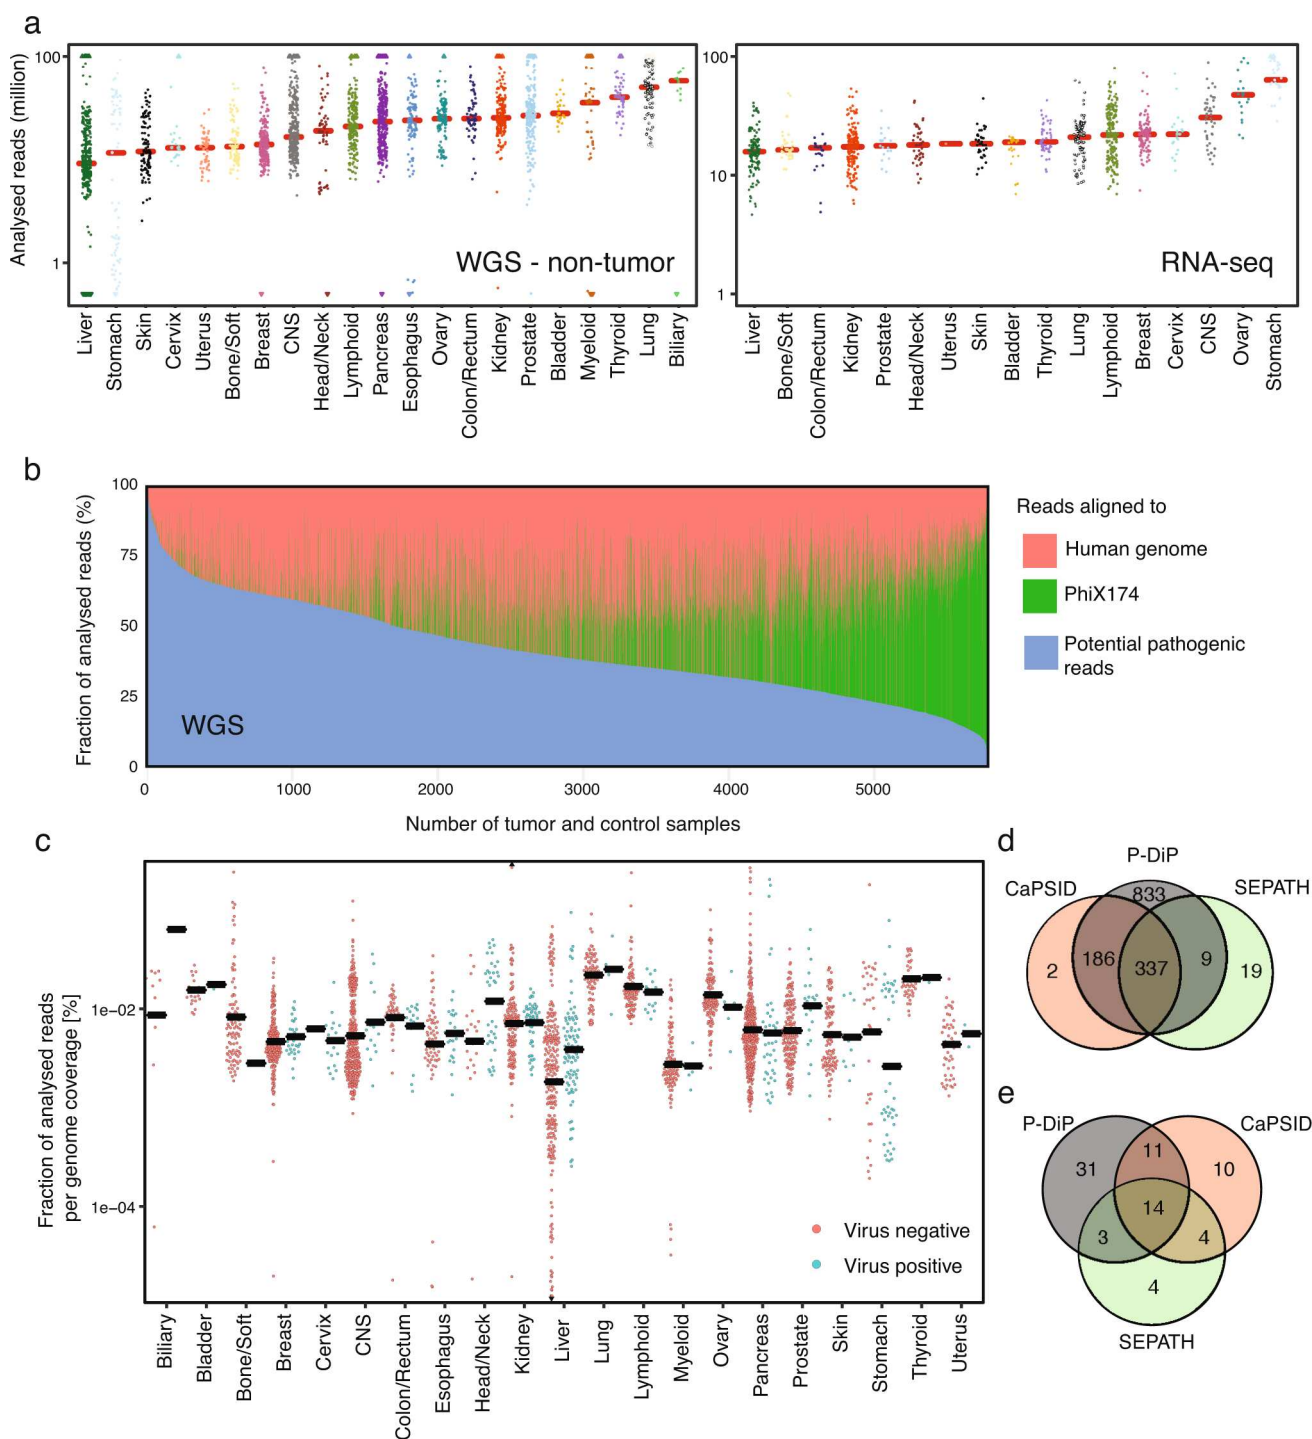 a
Analysed reads (million)
100
1
WGS - non-tumor
Liver
Stomach
Skin
Cervix
Uterus
Bone/Soft
Breast
CNS
Head/Neck
Lymphoid
Pancreas
Esophagus
Ovary
Colon/Rectum
Kidney
Prostate
Bladder
Myeloid
Thyroid
Lung
Biliary
100
10
1
RNA-seq
Liver
Bone/Soft
Colon/Rectum
Kidney
Prostate
Head/Neck
Uterus
Skin
Bladder
Thyroid
Lung
Lymphoid
Breast
Cervix
CNS
Ovary
Stomach
b
Fraction of analysed reads (%)
100
75
50
25
0
WGS
0
1000
2000
3000
4000
5000
Number of tumor and control samples
Reads aligned to
Human genome
PhiX174
Potential pathogenic
reads
c
Fraction of analysed reads
per genome coverage [%]
1e−02
1e−04
Virus negative
Virus positive
Biliary
Bladder
Bone/Soft
Breast
Cervix
CNS
Colon/Rectum
Esophagus
Head/Neck
Kidney
Liver
Lung
Lymphoid
Myeloid
Ovary
Pancreas
Prostate
Skin
Stomach
Thyroid
Uterus
d
P-DiP
CaPSID
SEPATH
833
2
186
337
9
19
e
P-DiP
CaPSID
31
11
10
14
3
4
4
SEPATH